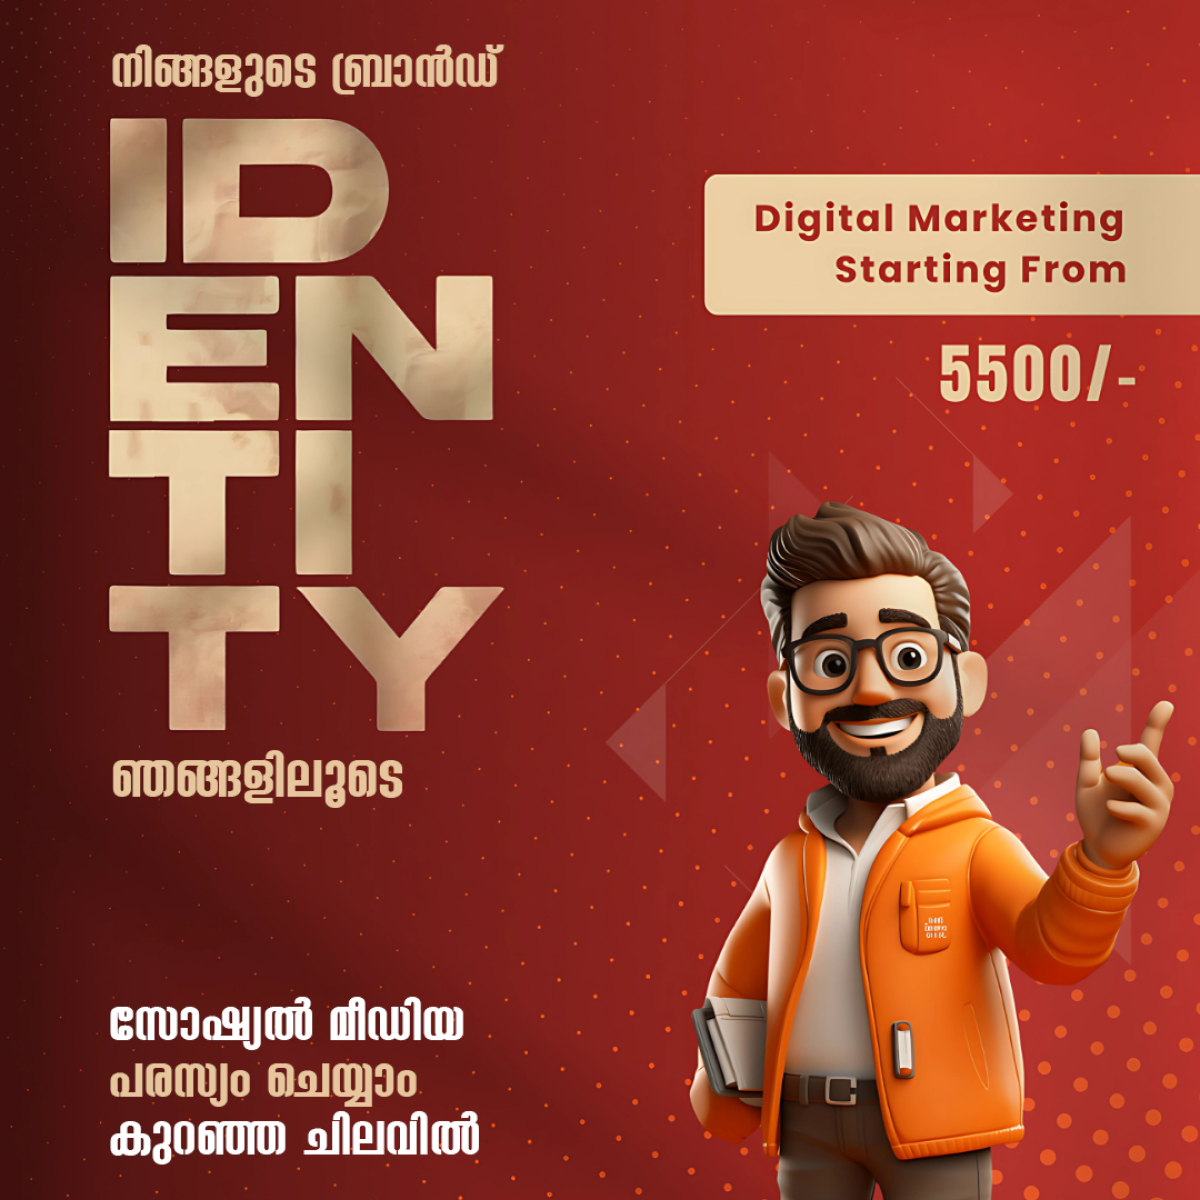 നിങ്ങളുടെ ബ്രാൻഡ്
ID
EN
TI
TY
ഞങ്ങളിലൂടെ
Digital Marketing
Starting From
5500/-
സോഷ്യൽ മീഡിയ
പരസ്യം ചെയ്യാം
കുറഞ്ഞ ചിലവിൽ